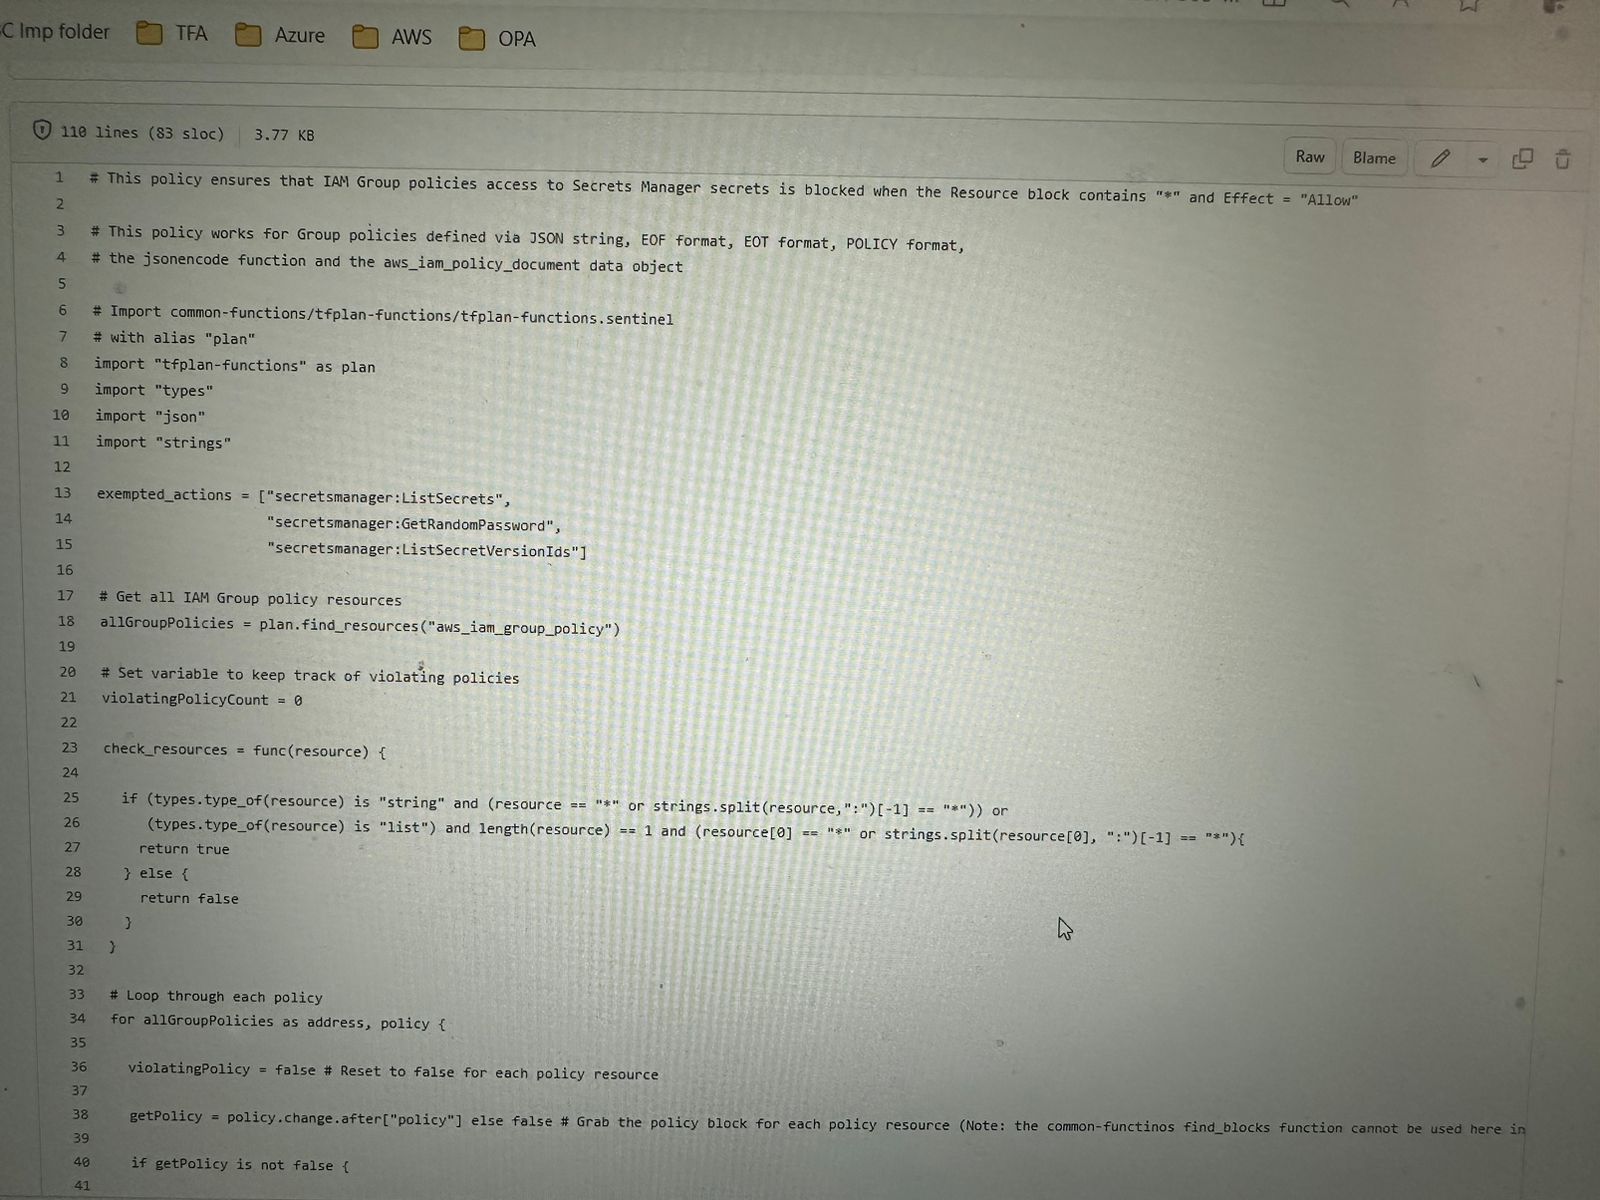 C Imp folder TFA Azure AWS OPA
110 lines (83 sloc) 3.77 KB
Raw Blame
1 # This policy ensures that IAM Group policies access to Secrets Manager secrets is blocked when the Resource block contains "*" and Effect = "Allow"
2
3 # This policy works for Group policies defined via JSON string, EOF format, EOT format, POLICY format,
4 # the jsonencode function and the aws_iam_policy_document data object
5
6 # Import common-functions/tfplan-functions/tfplan-functions.sentinel
7 # with alias "plan"
8 import "tfplan-functions" as plan
9 import "types"
10 import "json"
11 import "strings"
12
13 exempted_actions = ["secretsmanager:ListSecrets",
14 "secretsmanager:GetRandomPassword",
15 "secretsmanager:ListSecretVersionIds"]
16
17 # Get all IAM Group policy resources
18 allGroupPolicies = plan.find_resources("aws_iam_group_policy")
19
20 # Set variable to keep track of violating policies
21 violatingPolicyCount = 0
22
23 check_resources = func(resource) {
24
25 if (types.type_of(resource) is "string" and (resource == "*" or strings.split(resource,":")[-1] == "*")) or
26 (types.type_of(resource) is "list") and length(resource) == 1 and (resource[0] == "*" or strings.split(resource[0], ":")[-1] == "*"){
27 return true
28 } else {
29 return false
30 }
31 }
32
33 # Loop through each policy
34 for allGroupPolicies as address, policy {
35
36 violatingPolicy = false # Reset to false for each policy resource
37
38 getPolicy = policy.change.after["policy"] else false # Grab the policy block for each policy resource (Note: the common-functinos find_blocks function cannot be used here in
39
40 if getPolicy is not false {
41